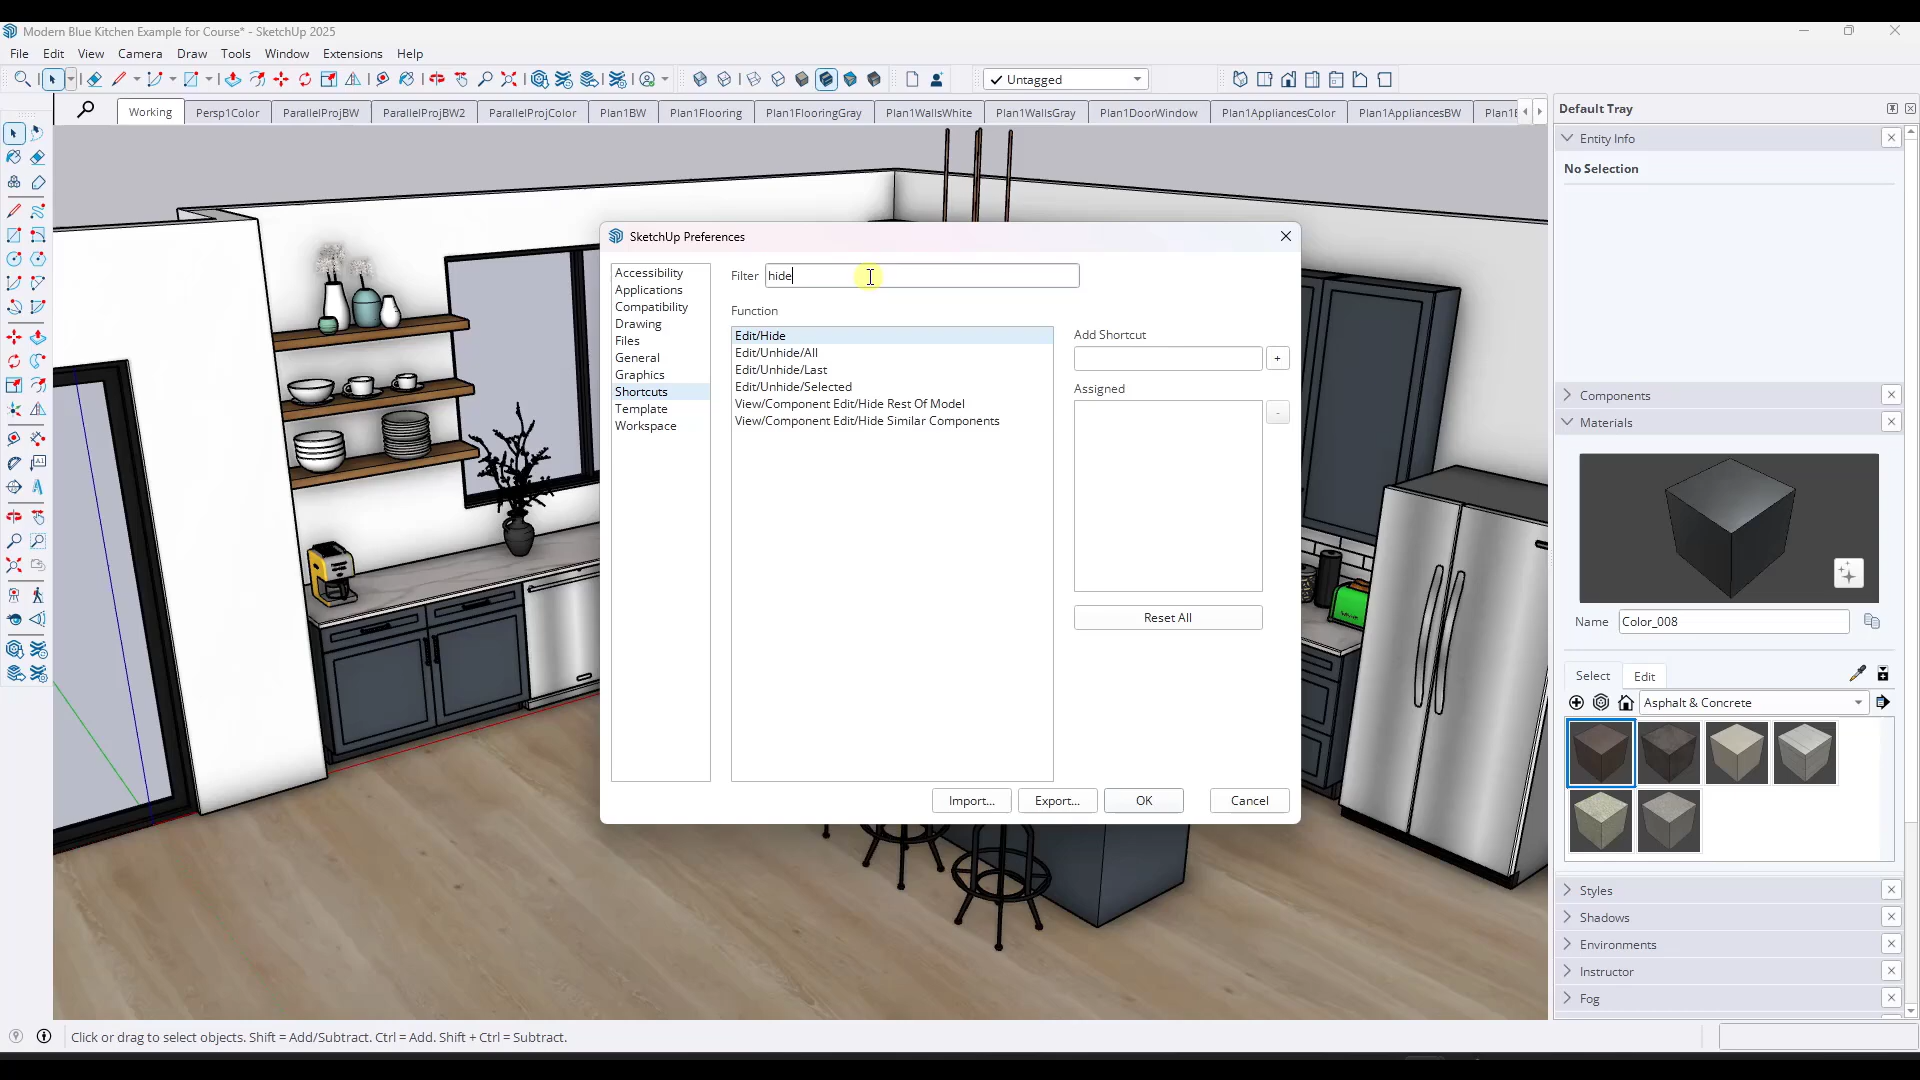 Modern Blue Kitchen Example for Course* - SketchUp 2025
File Edit View Camera Draw Tools Window Extensions Help
Untagged
Working Persp1Color ParallelProjBW ParallelProjBW2 ParallelProjColor Plan1BW Plan1Flooring Plan1FlooringGray Plan1WallsWhite Plan1WallsGray Plan1DoorWindow Plan1AppliancesColor Plan1AppliancesBW
Default Tray
Entity Info
No Selection
Components
Materials
Name Color_008
Select Edit
Asphalt & Concrete
Styles
Shadows
Environments
Instructor
Fog
SketchUp Preferences
Accessibility
Applications
Compatibility
Drawing
Files
General
Graphics
Shortcuts
Template
Workspace
Filter hide
Function
Edit/Hide
Edit/Unhide/All
Edit/Unhide/Last
Edit/Unhide/Selected
View/Component Edit/Hide Rest Of Model
View/Component Edit/Hide Similar Components
Add Shortcut
+
Assigned
-
Reset All
Import... Export... OK Cancel
Click or drag to select objects. Shift = Add/Subtract. Ctrl = Add. Shift + Ctrl = Subtract.